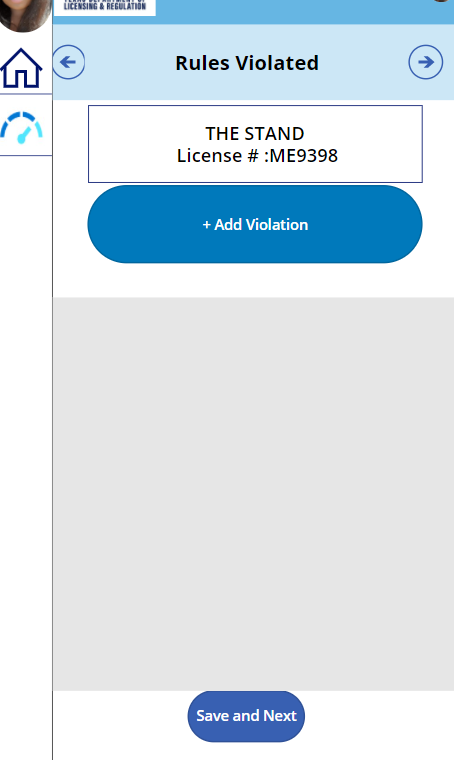 LICENSING & REGULATION
Rules Violated
THE STAND
License # :ME9398
+ Add Violation
Save and Next